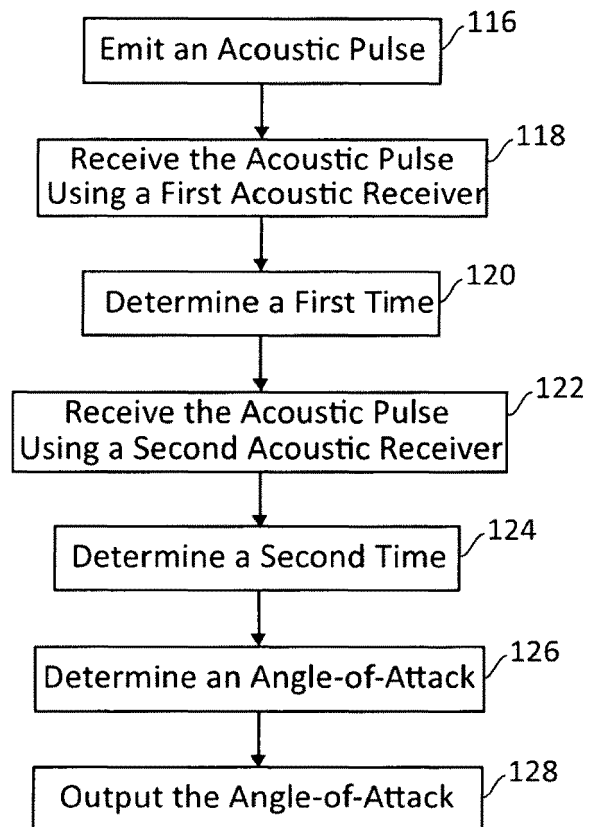 116
Emit an Acoustic Pulse
118
Receive the Acoustic Pulse
Using a First Acoustic Receiver
120
Determine a First Time
122
Receive the Acoustic Pulse
Using a Second Acoustic Receiver
124
Determine a Second Time
126
Determine an Angle-of-Attack
128
Output the Angle-of-Attack